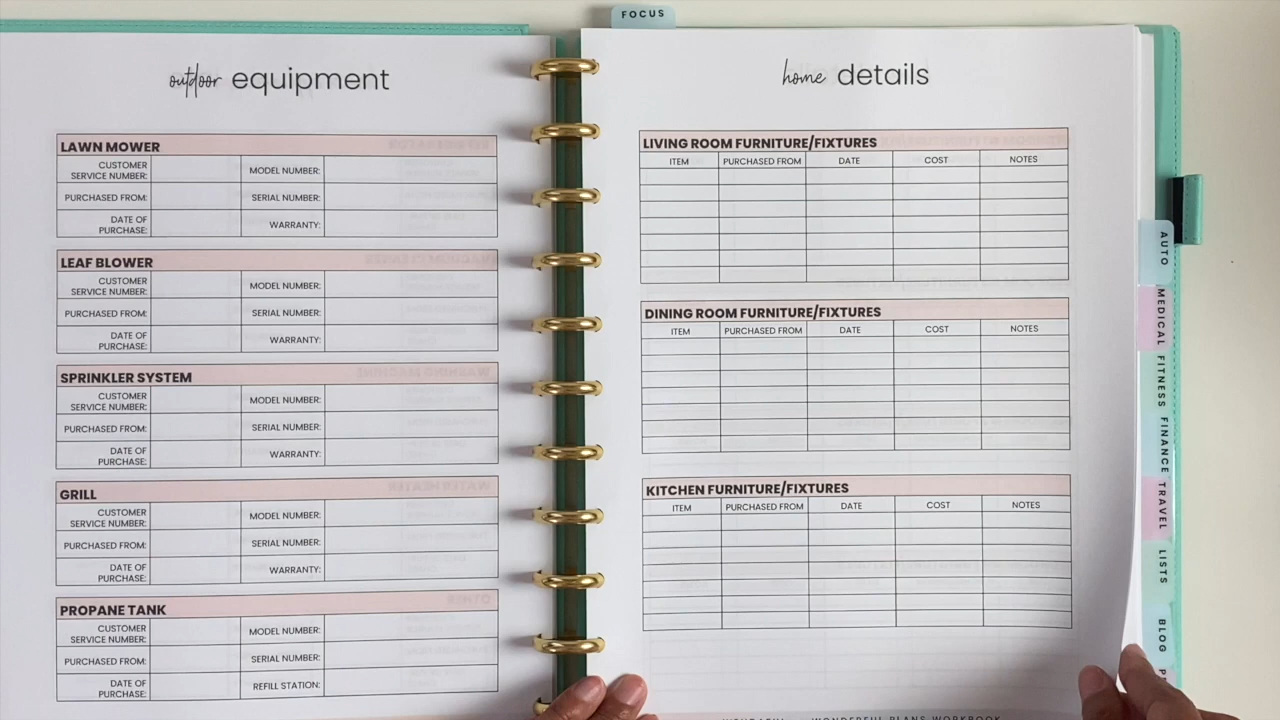 FOCUS
outdoor equipment
LAWN MOWER
CUSTOMER SERVICE NUMBER: MODEL NUMBER:
PURCHASED FROM: SERIAL NUMBER:
DATE OF PURCHASE: WARRANTY:
LEAF BLOWER
CUSTOMER SERVICE NUMBER: MODEL NUMBER:
PURCHASED FROM: SERIAL NUMBER:
DATE OF PURCHASE: WARRANTY:
SPRINKLER SYSTEM
CUSTOMER SERVICE NUMBER: MODEL NUMBER:
PURCHASED FROM: SERIAL NUMBER:
DATE OF PURCHASE: WARRANTY:
GRILL
CUSTOMER SERVICE NUMBER: MODEL NUMBER:
PURCHASED FROM: SERIAL NUMBER:
DATE OF PURCHASE: WARRANTY:
PROPANE TANK
CUSTOMER SERVICE NUMBER: MODEL NUMBER:
PURCHASED FROM: SERIAL NUMBER:
DATE OF PURCHASE: REFILL STATION:
home details
LIVING ROOM FURNITURE/FIXTURES
ITEM PURCHASED FROM DATE COST NOTES
DINING ROOM FURNITURE/FIXTURES
ITEM PURCHASED FROM DATE COST NOTES
KITCHEN FURNITURE/FIXTURES
ITEM PURCHASED FROM DATE COST NOTES
WONDERFUL PLANS WORKBOOK
AUTO
MEDICAL
FITNESS
FINANCE
TRAVEL
LISTS
BLOG